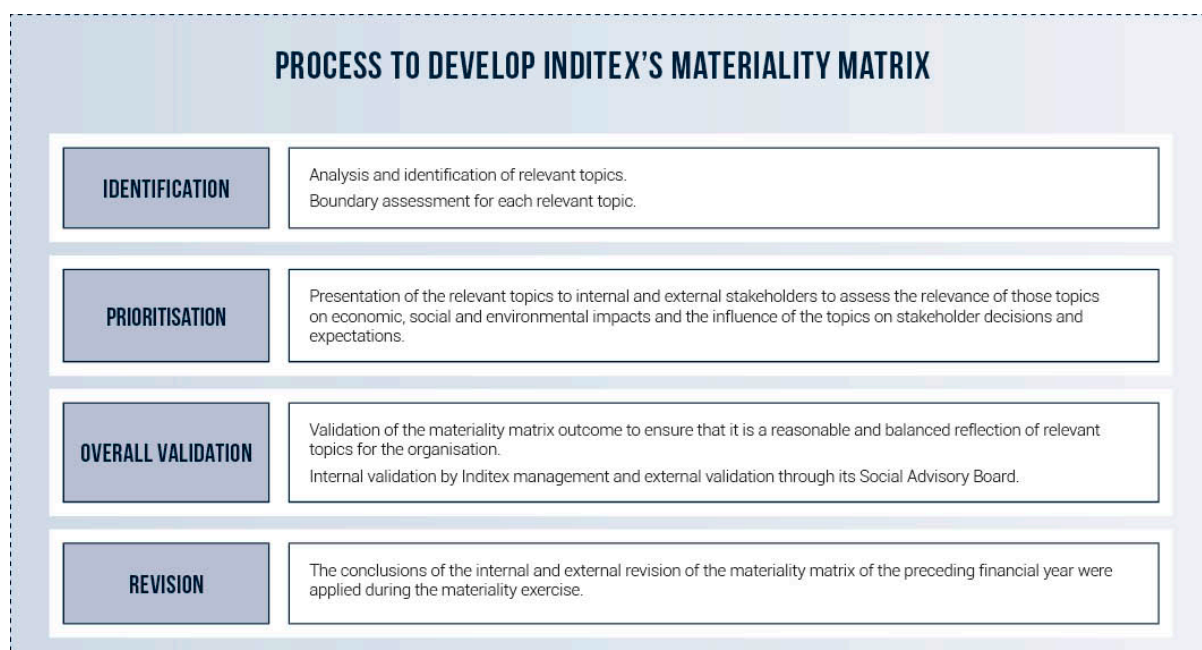 PROCESS TO DEVELOP INDITEX'S MATERIALITY MATRIX
IDENTIFICATION
Analysis and identification of relevant topics.
Boundary assessment for each relevant topic.
PRIORITISATION
Presentation of the relevant topics to internal and external stakeholders to assess the relevance of those topics
on economic, social and environmental impacts and the influence of the topics on stakeholder decisions and
expectations.
OVERALL VALIDATION
Validation of the materiality matrix outcome to ensure that it is a reasonable and balanced reflection of relevant
topics for the organisation.
Internal validation by Inditex management and external validation through its Social Advisory Board.
REVISION
The conclusions of the internal and external revision of the materiality matrix of the preceding financial year were
applied during the materiality exercise.